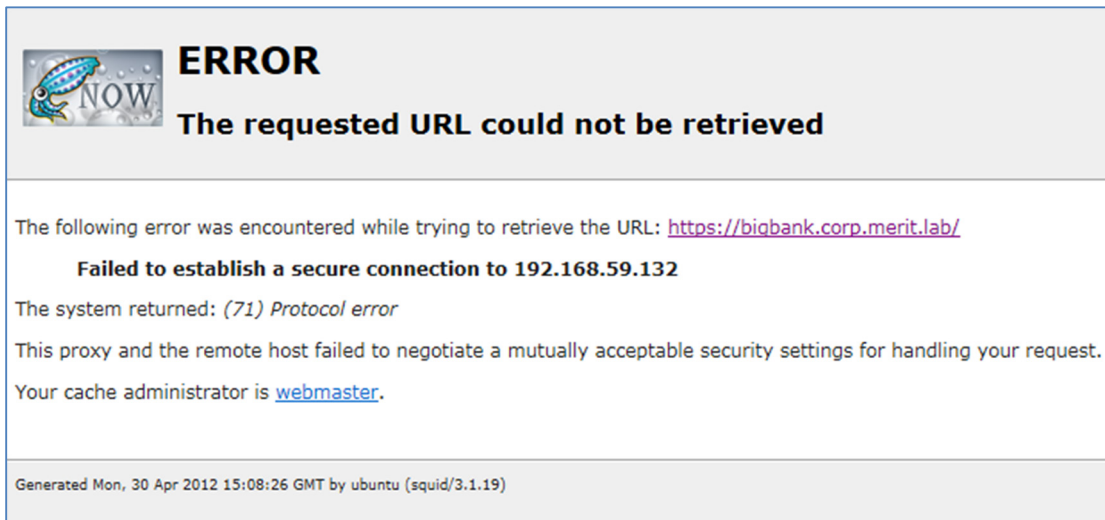 NOW
ERROR
The requested URL could not be retrieved
The following error was encountered while trying to retrieve the URL: https://bigbank.corp.merit.lab/
Failed to establish a secure connection to 192.168.59.132
The system returned: (71) Protocol error
This proxy and the remote host failed to negotiate a mutually acceptable security settings for handling your request.
Your cache administrator is webmaster.
Generated Mon, 30 Apr 2012 15:08:26 GMT by ubuntu (squid/3.1.19)